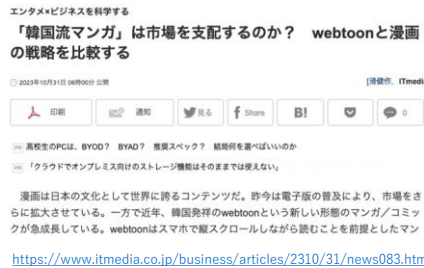 エンタメ×ビジネスを科学する
「韓国流マンガ」は市場を支配するのか？　webtoonと漫画
の戦略を比較する
2023年10月31日 08時00分 公開
[滑健作, ITmedi
印刷
通知
見る
Share
B!
0
PR 高校生のPCは、BYOD？　BYAD？　推奨スペック？　結局何を選べばいいのか
PR 「クラウドでオンプレミス向けのストレージ機能はそのままでは使えない」
漫画は日本の文化として世界に誇るコンテンツだ。昨今は電子版の普及により、市場をさ
らに拡大させている。一方で近年、韓国発祥のwebtoonという新しい形態のマンガ／コミッ
クが急成長している。webtoonはスマホで縦スクロールしながら読むことを前提としたマン
https://www.itmedia.co.jp/business/articles/2310/31/news083.htm